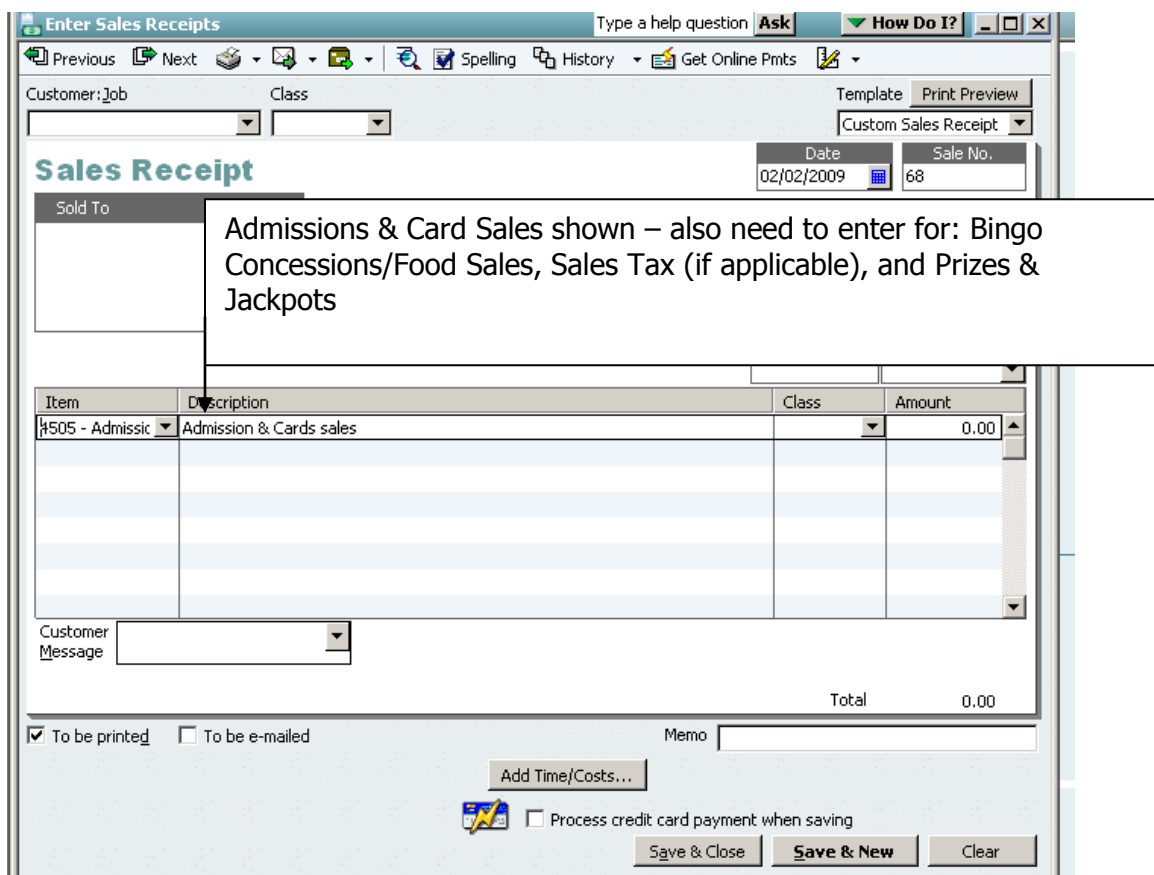 Enter Sales Receipts Type a help question Ask How Do I?
Previous Next Spelling History Get Online Pmts
Customer:Job Class Template Print Preview
Custom Sales Receipt
Sales Receipt Date Sale No.
02/02/2009 68
Sold To
Admissions & Card Sales shown – also need to enter for: Bingo
Concessions/Food Sales, Sales Tax (if applicable), and Prizes &
Jackpots
Item Description Class Amount
4505 - Admissic Admission & Cards sales 0.00
Customer
Message
Total 0.00
To be printed To be e-mailed Memo
Add Time/Costs...
Process credit card payment when saving
Save & Close Save & New Clear